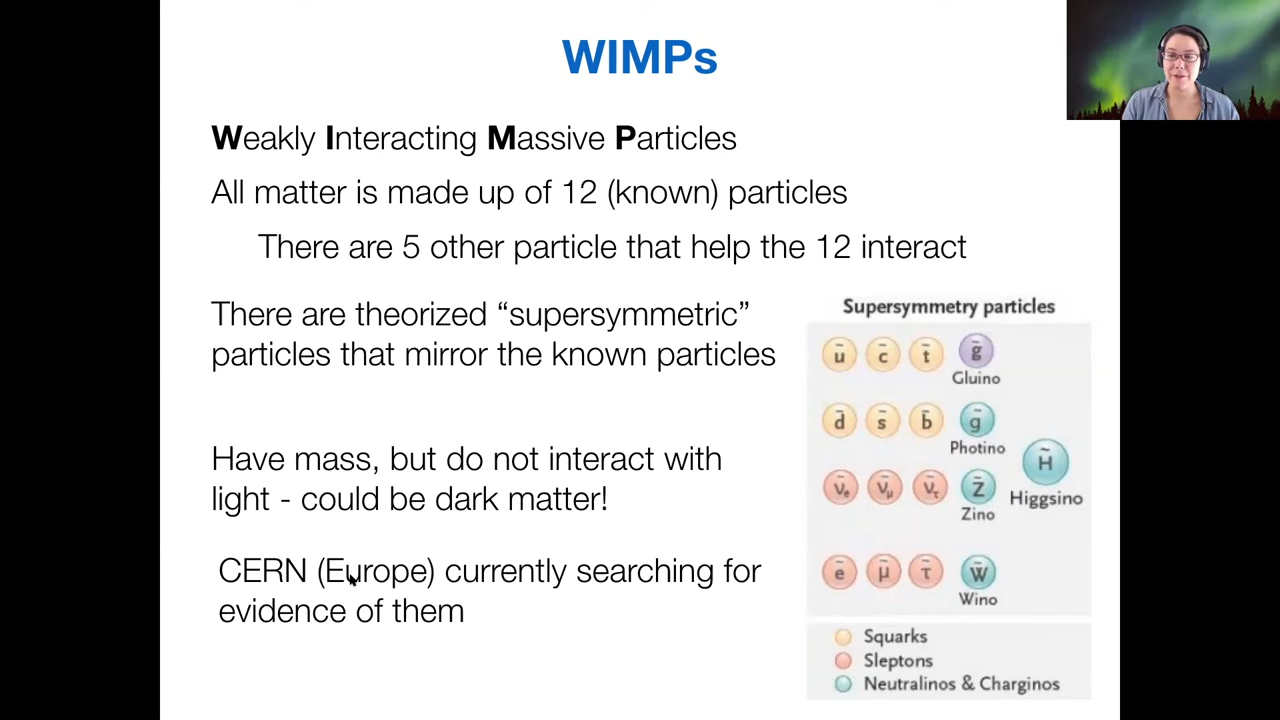 WIMPs
Weakly Interacting Massive Particles
All matter is made up of 12 (known) particles
There are 5 other particle that help the 12 interact
There are theorized “supersymmetric”
particles that mirror the known particles
Have mass, but do not interact with
light - could be dark matter!
CERN (Europe) currently searching for
evidence of them
Supersymmetry particles
ũ c̃ t̃ g̃
Gluino
d̃ s̃ b̃ g̃
Photino
H̃
Higgsino
ν̃e ν̃μ ν̃τ Z̃
Zino
ẽ μ̃ τ̃ W̃
Wino
Squarks
Sleptons
Neutralinos & Charginos